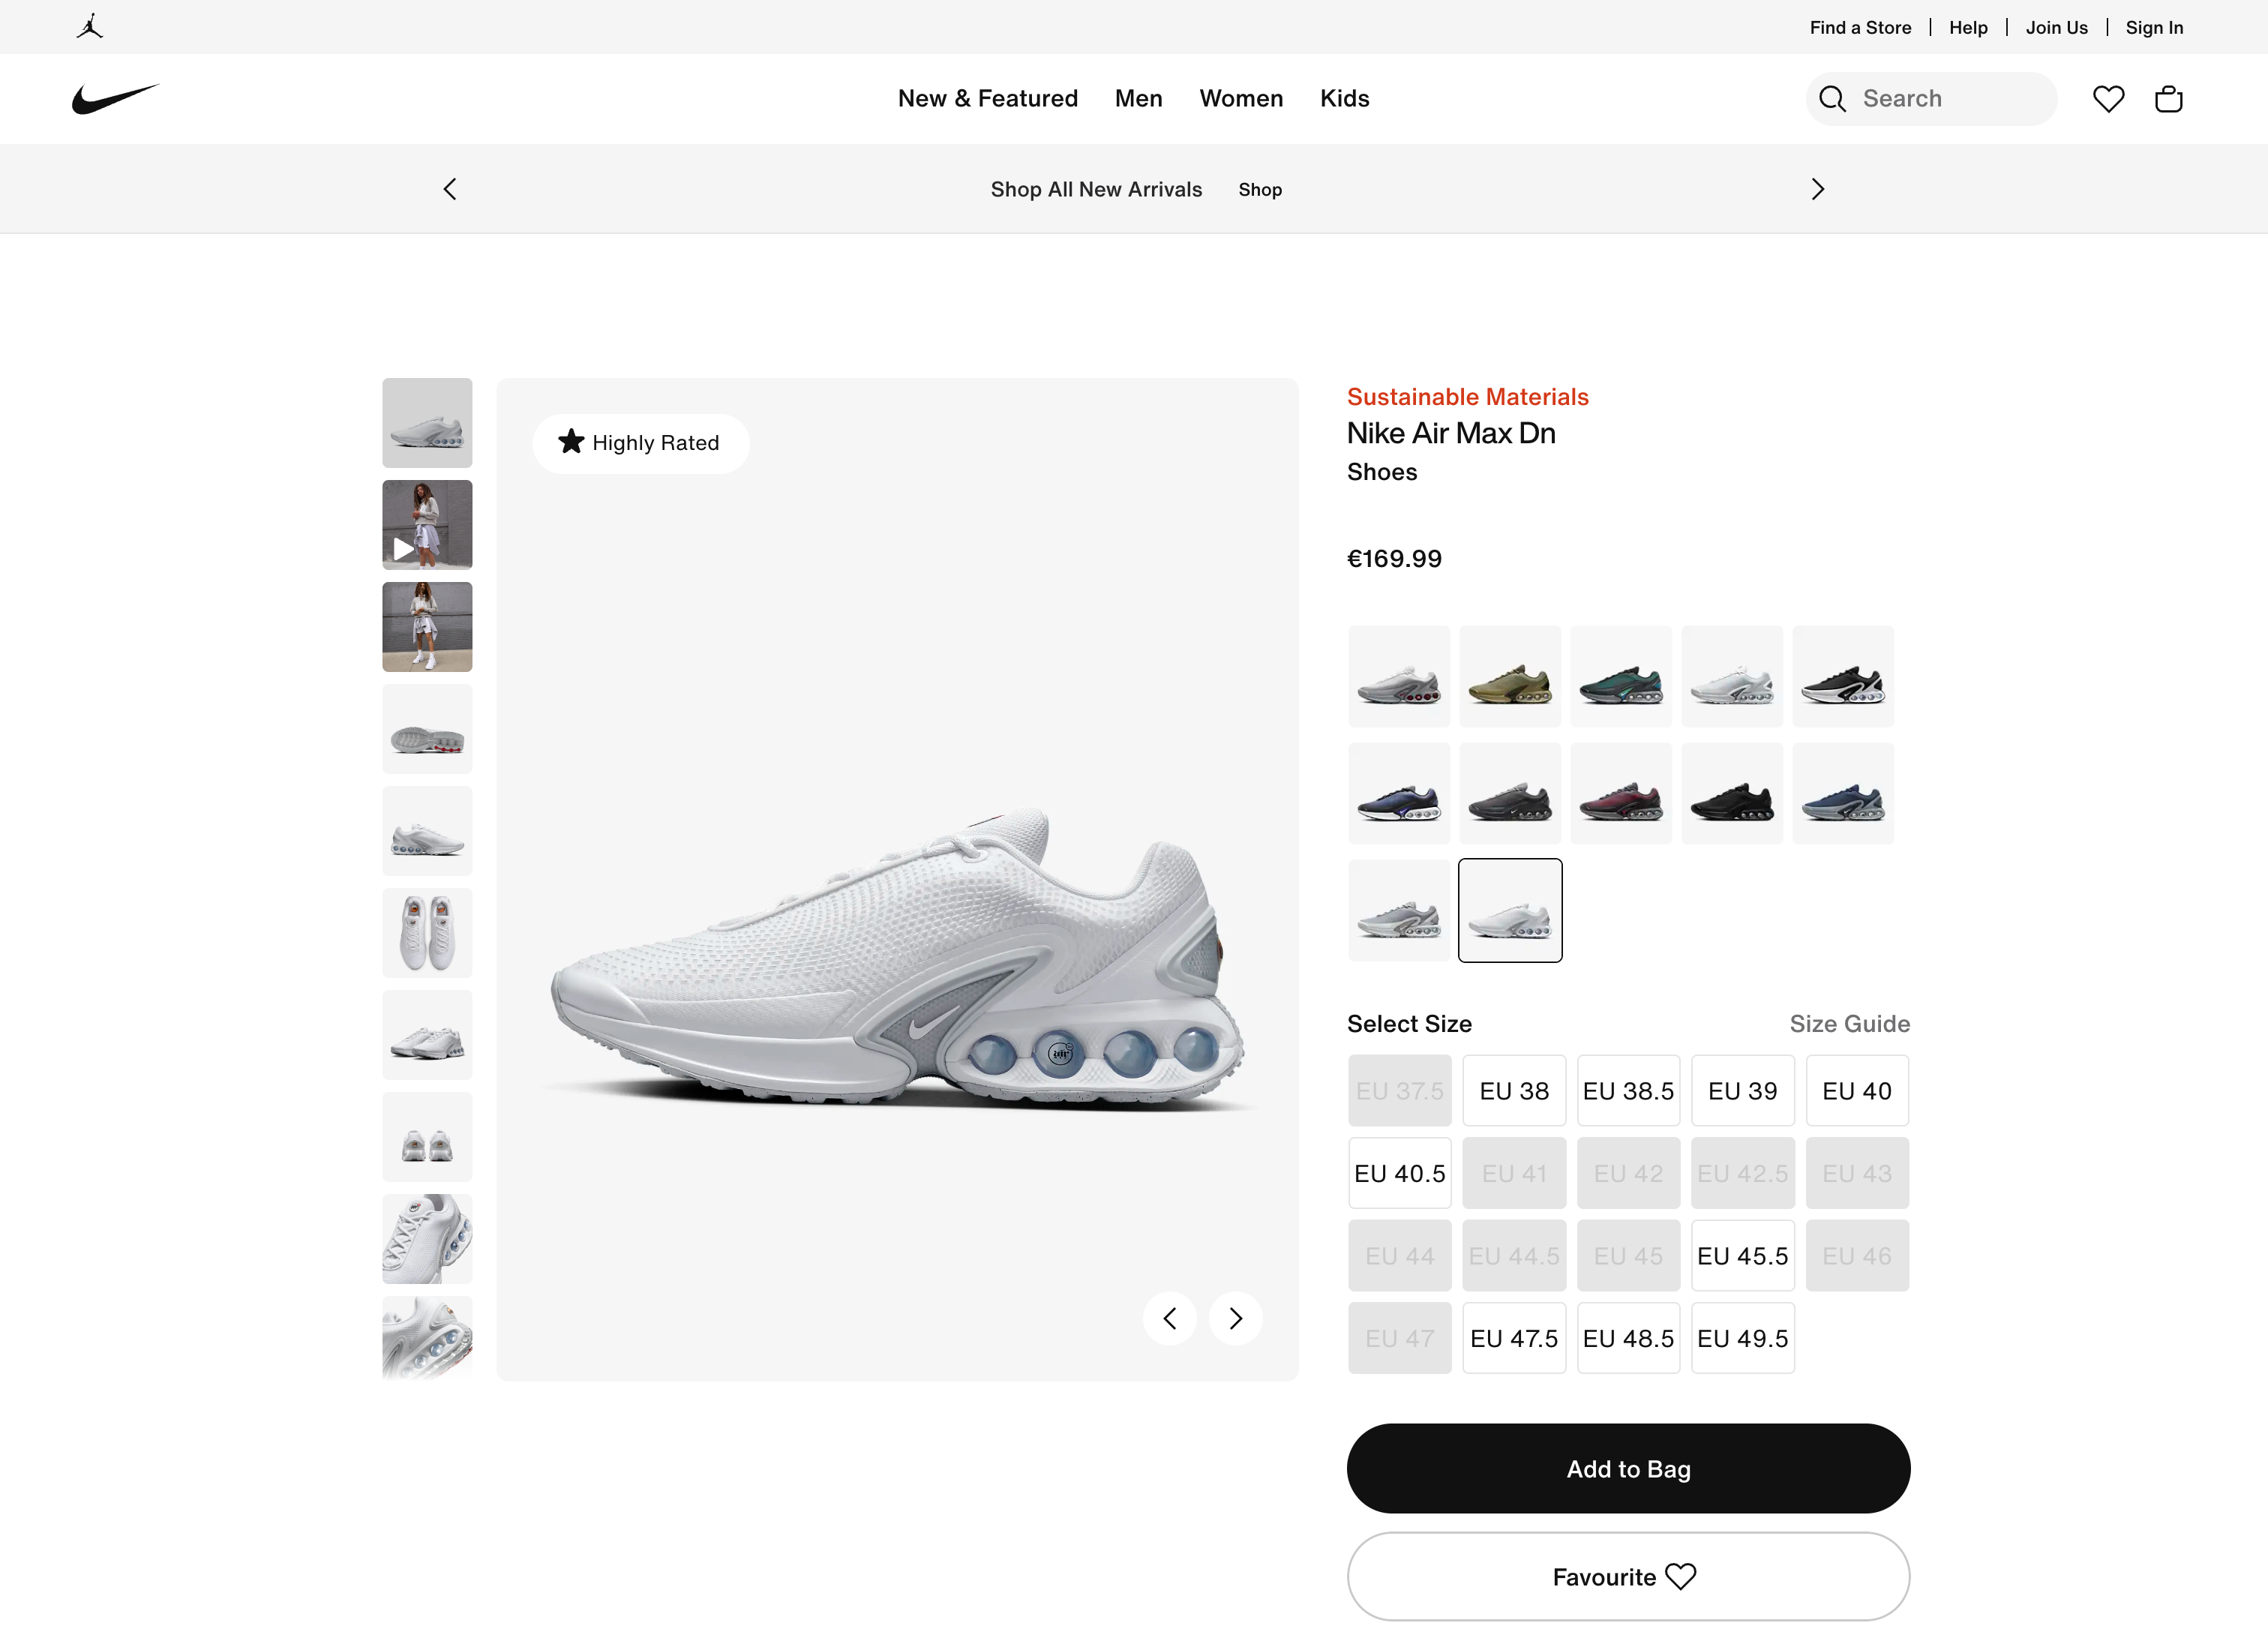 Find a Store | Help | Join Us | Sign In
New & Featured Men Women Kids
Search
Shop All New Arrivals Shop
Highly Rated
Sustainable Materials
Nike Air Max Dn
Shoes
€169.99
Select Size Size Guide
EU 37.5 EU 38 EU 38.5 EU 39 EU 40
EU 40.5 EU 41 EU 42 EU 42.5 EU 43
EU 44 EU 44.5 EU 45 EU 45.5 EU 46
EU 47 EU 47.5 EU 48.5 EU 49.5
Add to Bag
Favourite